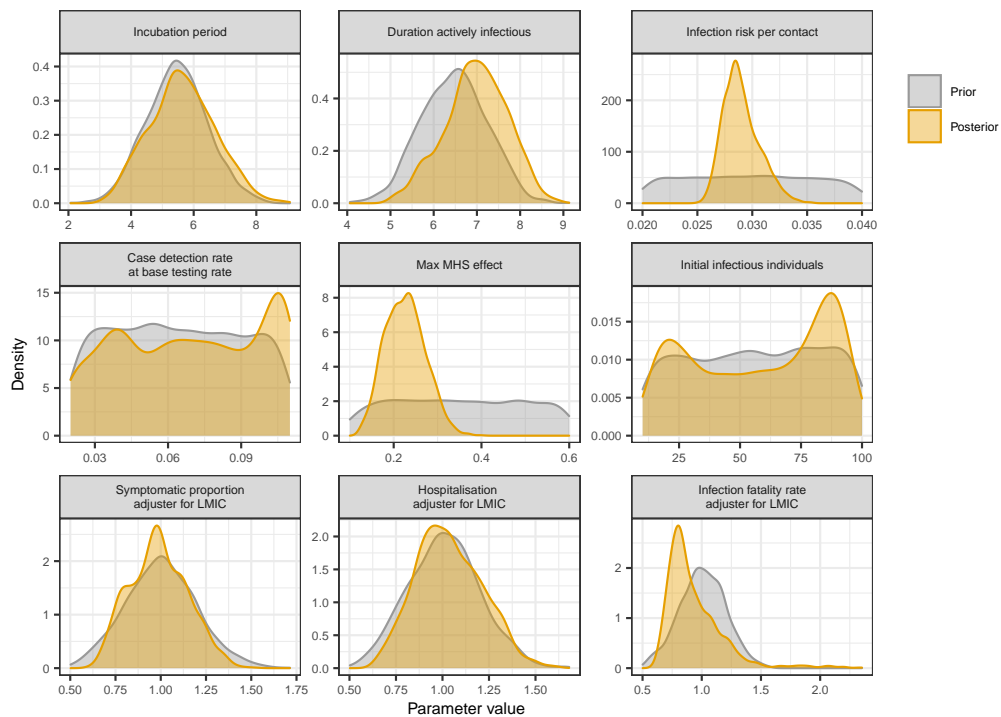 Incubation period
Duration actively infectious
Infection risk per contact
0.4
0.3
0.2
0.1
0.0
2 4 6 8
0.4
0.2
0.0
4 5 6 7 8 9
200
100
50
0
0.020 0.025 0.030 0.035 0.040
Prior
Posterior
Case detection rate
at base testing rate
Max MHS effect
Initial infectious individuals
Density
15
10
5
0
0.03 0.06 0.09
8
6
4
2
0
0.2 0.4 0.6
0.015
0.010
0.005
0.000
25 50 75 100
Symptomatic proportion
adjuster for LMIC
Hospitalisation
adjuster for LMIC
Infection fatality rate
adjuster for LMIC
2
1
0
0.50 0.75 1.00 1.25 1.50 1.75
2.0
1.5
1.0
0.5
0.0
0.50 0.75 1.00 1.25 1.50
2
1
0
0.5 1.0 1.5 2.0
Parameter value